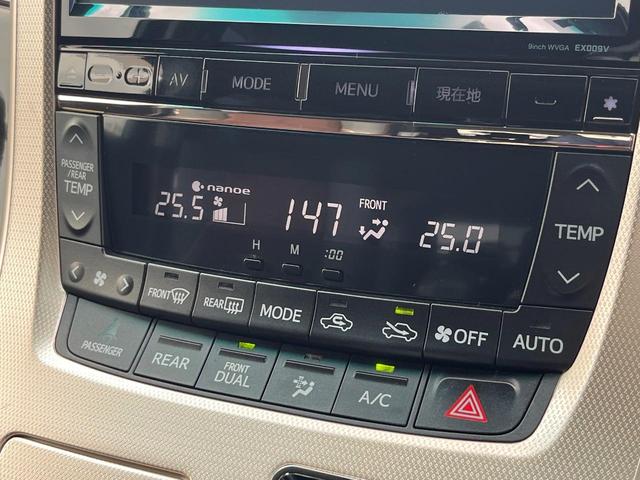 9inch WVGA EX009V
AV
MODE
MENU
現在地
PASSENGER
/REAR
TEMP
nanoe
25.5
147
FRONT
25.0
TEMP
H M :00
FRONT
REAR
MODE
OFF
AUTO
PASSENGER
REAR
FRONT
DUAL
A/C